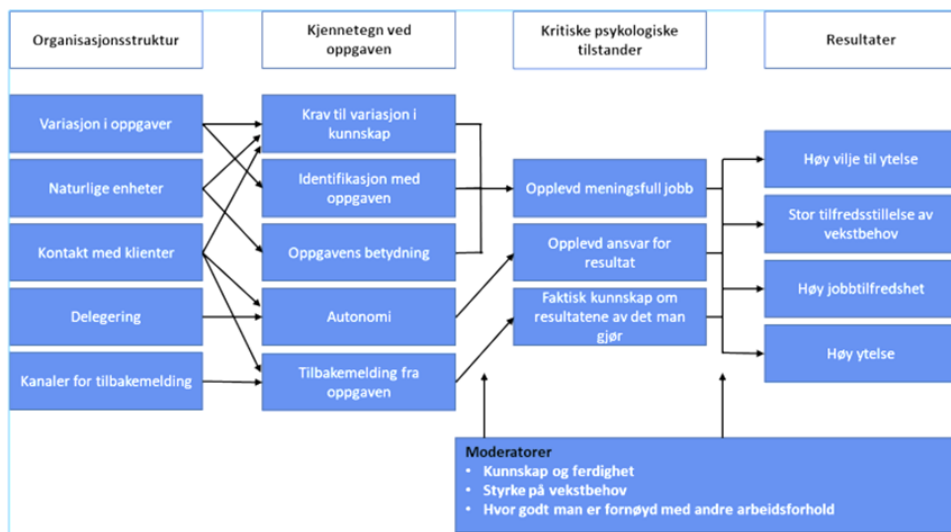 Organisasjonsstruktur
Kjennetegn ved
oppgaven
Kritiske psykologiske
tilstander
Resultater
Variasjon i oppgaver
Naturlige enheter
Kontakt med klienter
Delegering
Kanaler for tilbakemelding
Krav til variasjon i
kunnskap
Identifikasjon med
oppgaven
Oppgavens betydning
Autonomi
Tilbakemelding fra
oppgaven
Opplevd meningsfull jobb
Opplevd ansvar for
resultat
Faktisk kunnskap om
resultatene av det man
gjør
Høy vilje til ytelse
Stor tilfredsstillelse av
vekstbehov
Høy jobbtilfredshet
Høy ytelse
Moderatorer
• Kunnskap og ferdighet
• Styrke på vekstbehov
• Hvor godt man er fornøyd med andre arbeidsforhold